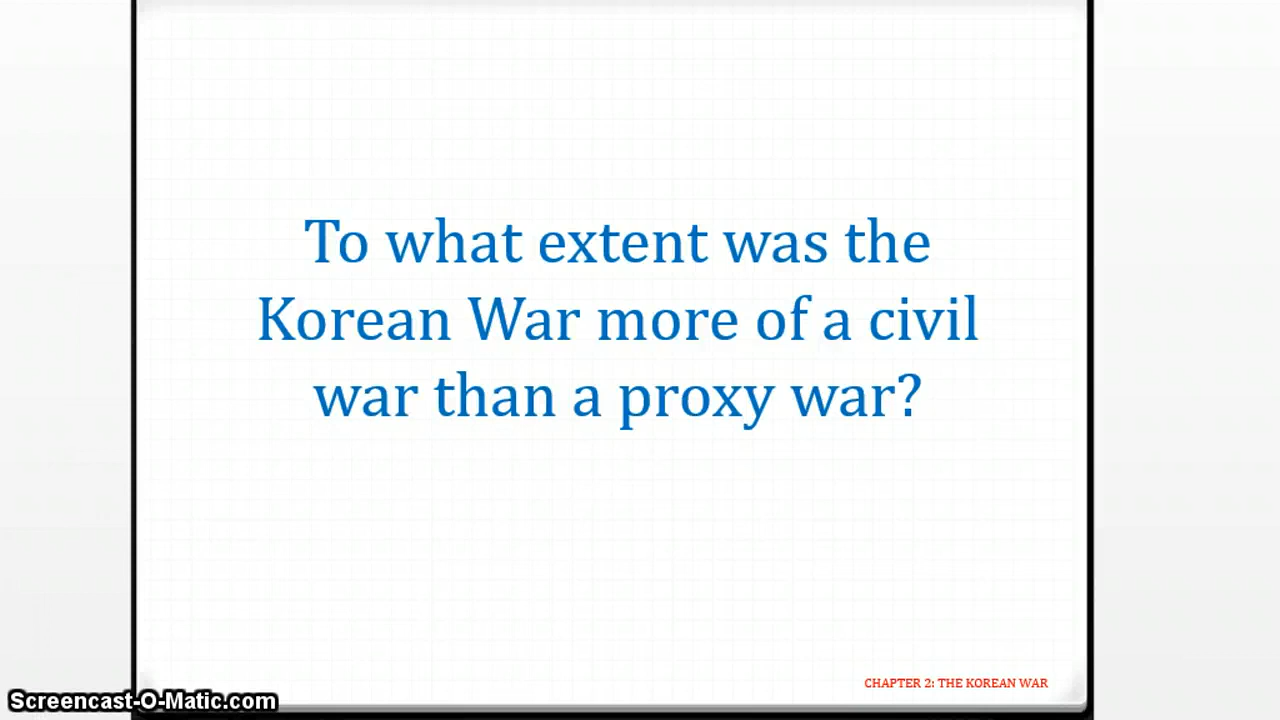 To what extent was the
Korean War more of a civil
war than a proxy war?
CHAPTER 2: THE KOREAN WAR
Screencast-O-Matic.com